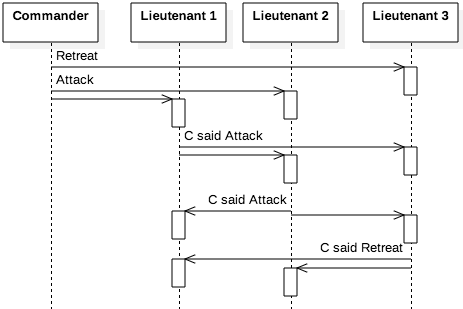 Commander Lieutenant 1 Lieutenant 2 Lieutenant 3
Retreat
Attack
C said Attack
C said Attack
C said Retreat